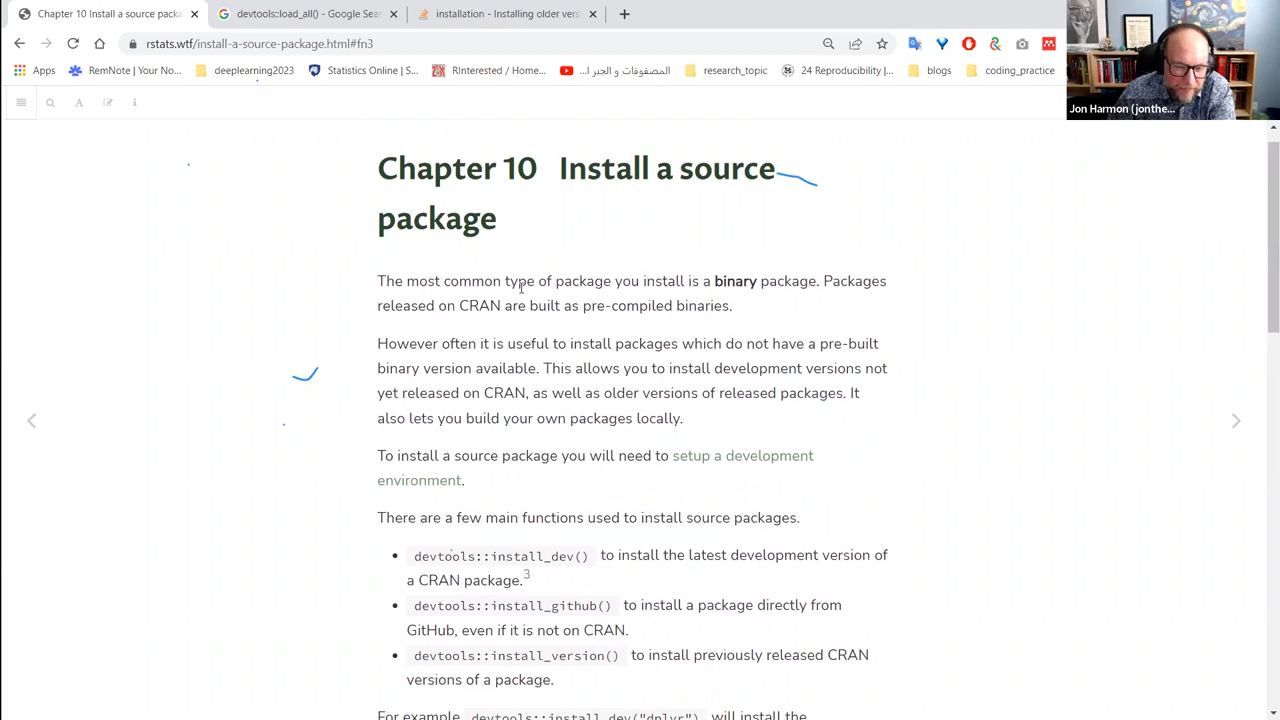 Chapter 10 Install a source packa
devtools::load_all() - Google Sear
installation - Installing older vers
rstats.wtf/install-a-source-package.html#fn3
Apps
RemNote | Your No...
deeplearning2023
Statistics Online | S...
RInterested / Ho...
المصفوفات و الجبر ا...
research_topic
24 Reproducibility |...
blogs
coding_practice
Jon Harmon (jonthe...
Chapter 10 Install a source
package
The most common type of package you install is a binary package. Packages
released on CRAN are built as pre-compiled binaries.
However often it is useful to install packages which do not have a pre-built
binary version available. This allows you to install development versions not
yet released on CRAN, as well as older versions of released packages. It
also lets you build your own packages locally.
To install a source package you will need to setup a development
environment.
There are a few main functions used to install source packages.
• devtools::install_dev() to install the latest development version of
a CRAN package.3
• devtools::install_github() to install a package directly from
GitHub, even if it is not on CRAN.
• devtools::install_version() to install previously released CRAN
versions of a package.
For example devtools::install_dev("dplyr") will install the